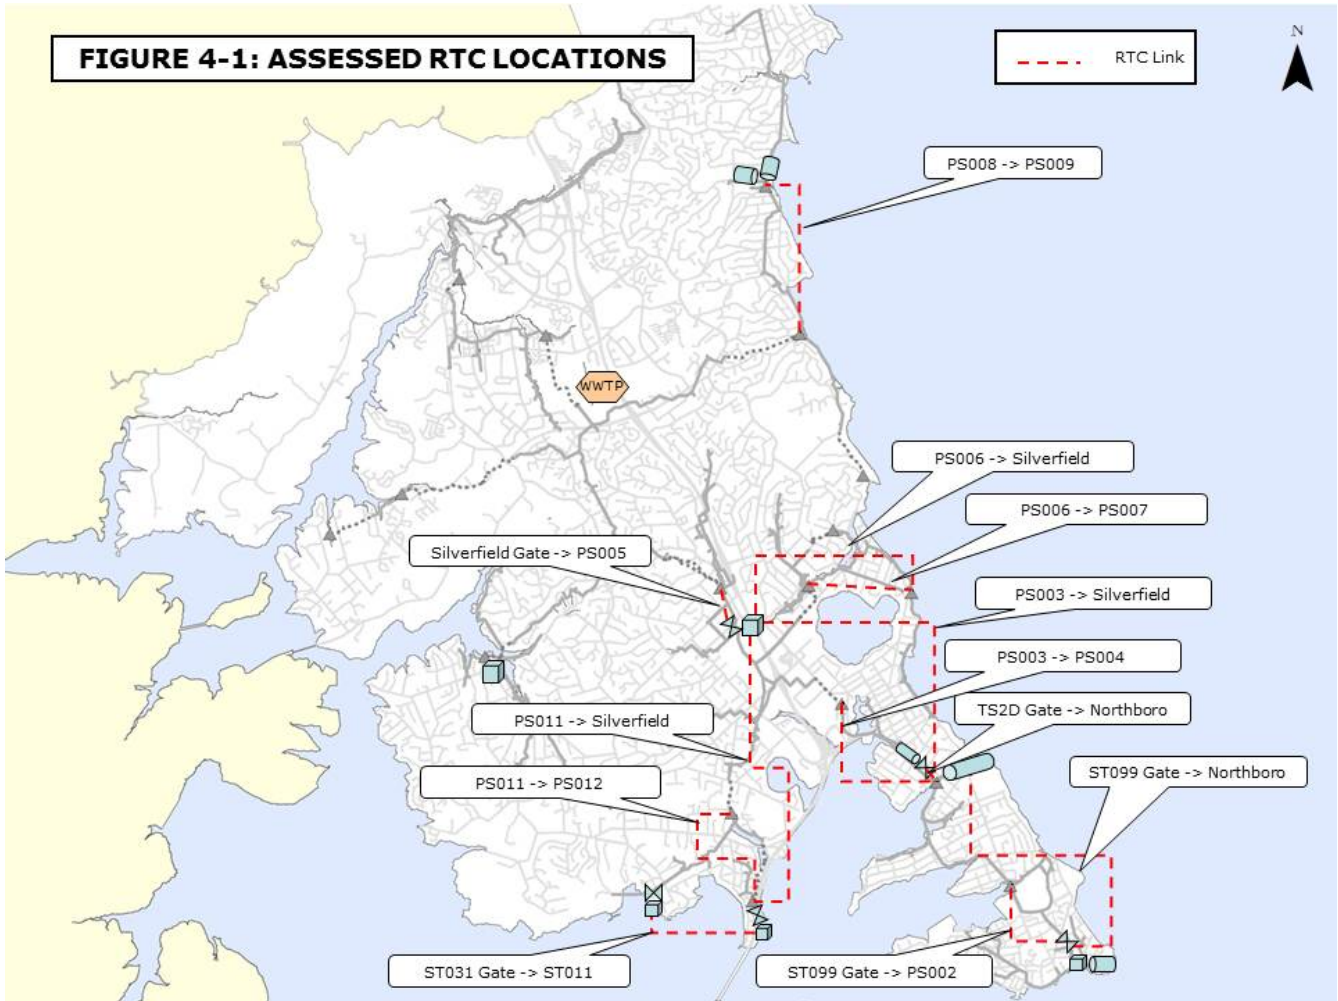 FIGURE 4-1: ASSESSED RTC LOCATIONS
RTC Link
N
PS008 -> PS009
WWTP
PS006 -> Silverfield
PS006 -> PS007
Silverfield Gate -> PS005
PS003 -> Silverfield
PS003 -> PS004
TS2D Gate -> Northboro
PS011 -> Silverfield
ST099 Gate -> Northboro
PS011 -> PS012
ST031 Gate -> ST011
ST099 Gate -> PS002